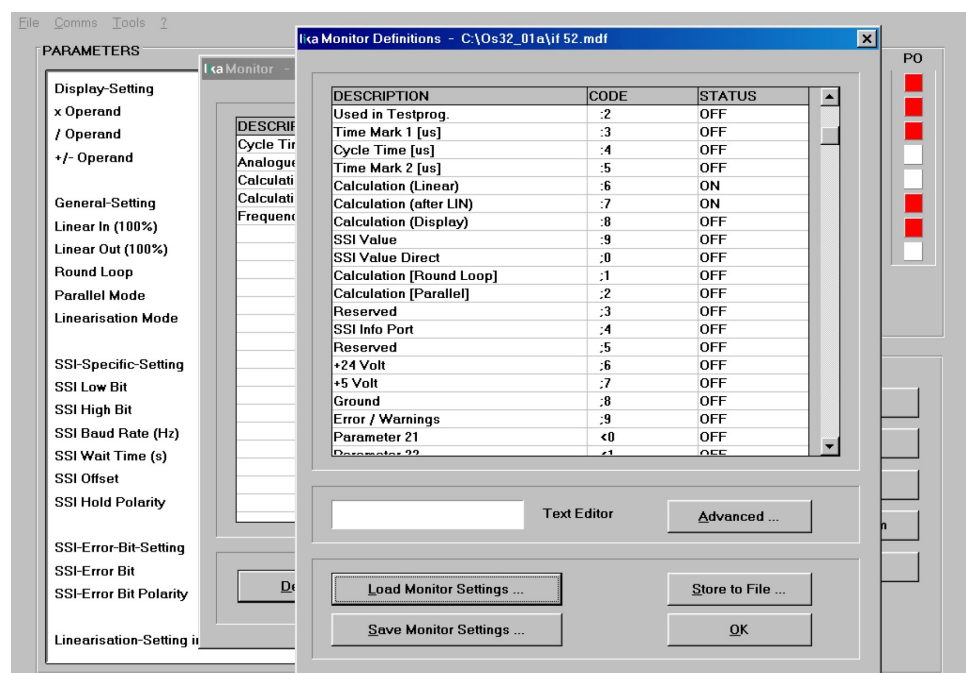 File Comms Tools ?
PARAMETERS
Display-Setting
x Operand
/ Operand
+/- Operand
General-Setting
Linear In (100%)
Linear Out (100%)
Round Loop
Parallel Mode
Linearisation Mode
SSI-Specific-Setting
SSI Low Bit
SSI High Bit
SSI Baud Rate (Hz)
SSI Wait Time (s)
SSI Offset
SSI Hold Polarity
SSI-Error-Bit-Setting
SSI-Error Bit
SSI-Error Bit Polarity
Linearisation-Setting
lika Monitor -
Cycle
Analogue
Monitor Definitions - C:\Os32_01a\if 52.mdf
DESCRIPTION CODE STATUS
Used in Testprog. :2 OFF
Time Mark 1 [us] :3 OFF
Cycle Time [us] :4 OFF
Time Mark 2 [us] :5 OFF
Calculation (Linear) :6 ON
Calculation (after LIN) :7 ON
Calculation (Display) :8 OFF
SSI Value :9 OFF
SSI Value Direct ;0 OFF
Calculation [Round Loop] ;1 OFF
Calculation [Parallel] ;2 OFF
Reserved ;3 OFF
SSI Info Port ;4 OFF
Reserved ;5 OFF
+24 Volt ;6 OFF
+5 Volt ;7 OFF
Ground ;8 OFF
Error / Warnings ;9 OFF
Parameter 21 <0 OFF
Parameter 22 <1 OFF
Text Editor
Advanced ...
Load Monitor Settings ...
Store to File ...
Save Monitor Settings ...
OK
PO